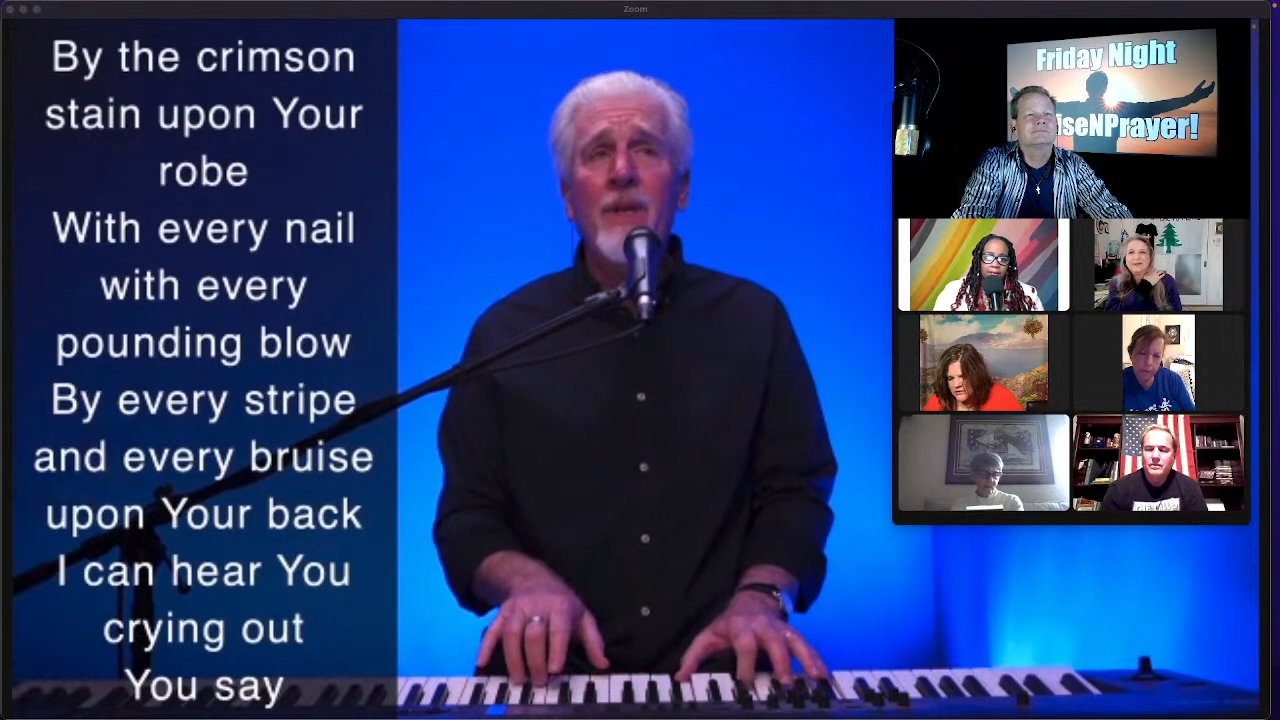 Zoom
By the crimson
stain upon Your
robe
With every nail
with every
pounding blow
By every stripe
and every bruise
upon Your back
I can hear You
crying out
You say
Friday Night
iseNPrayer!